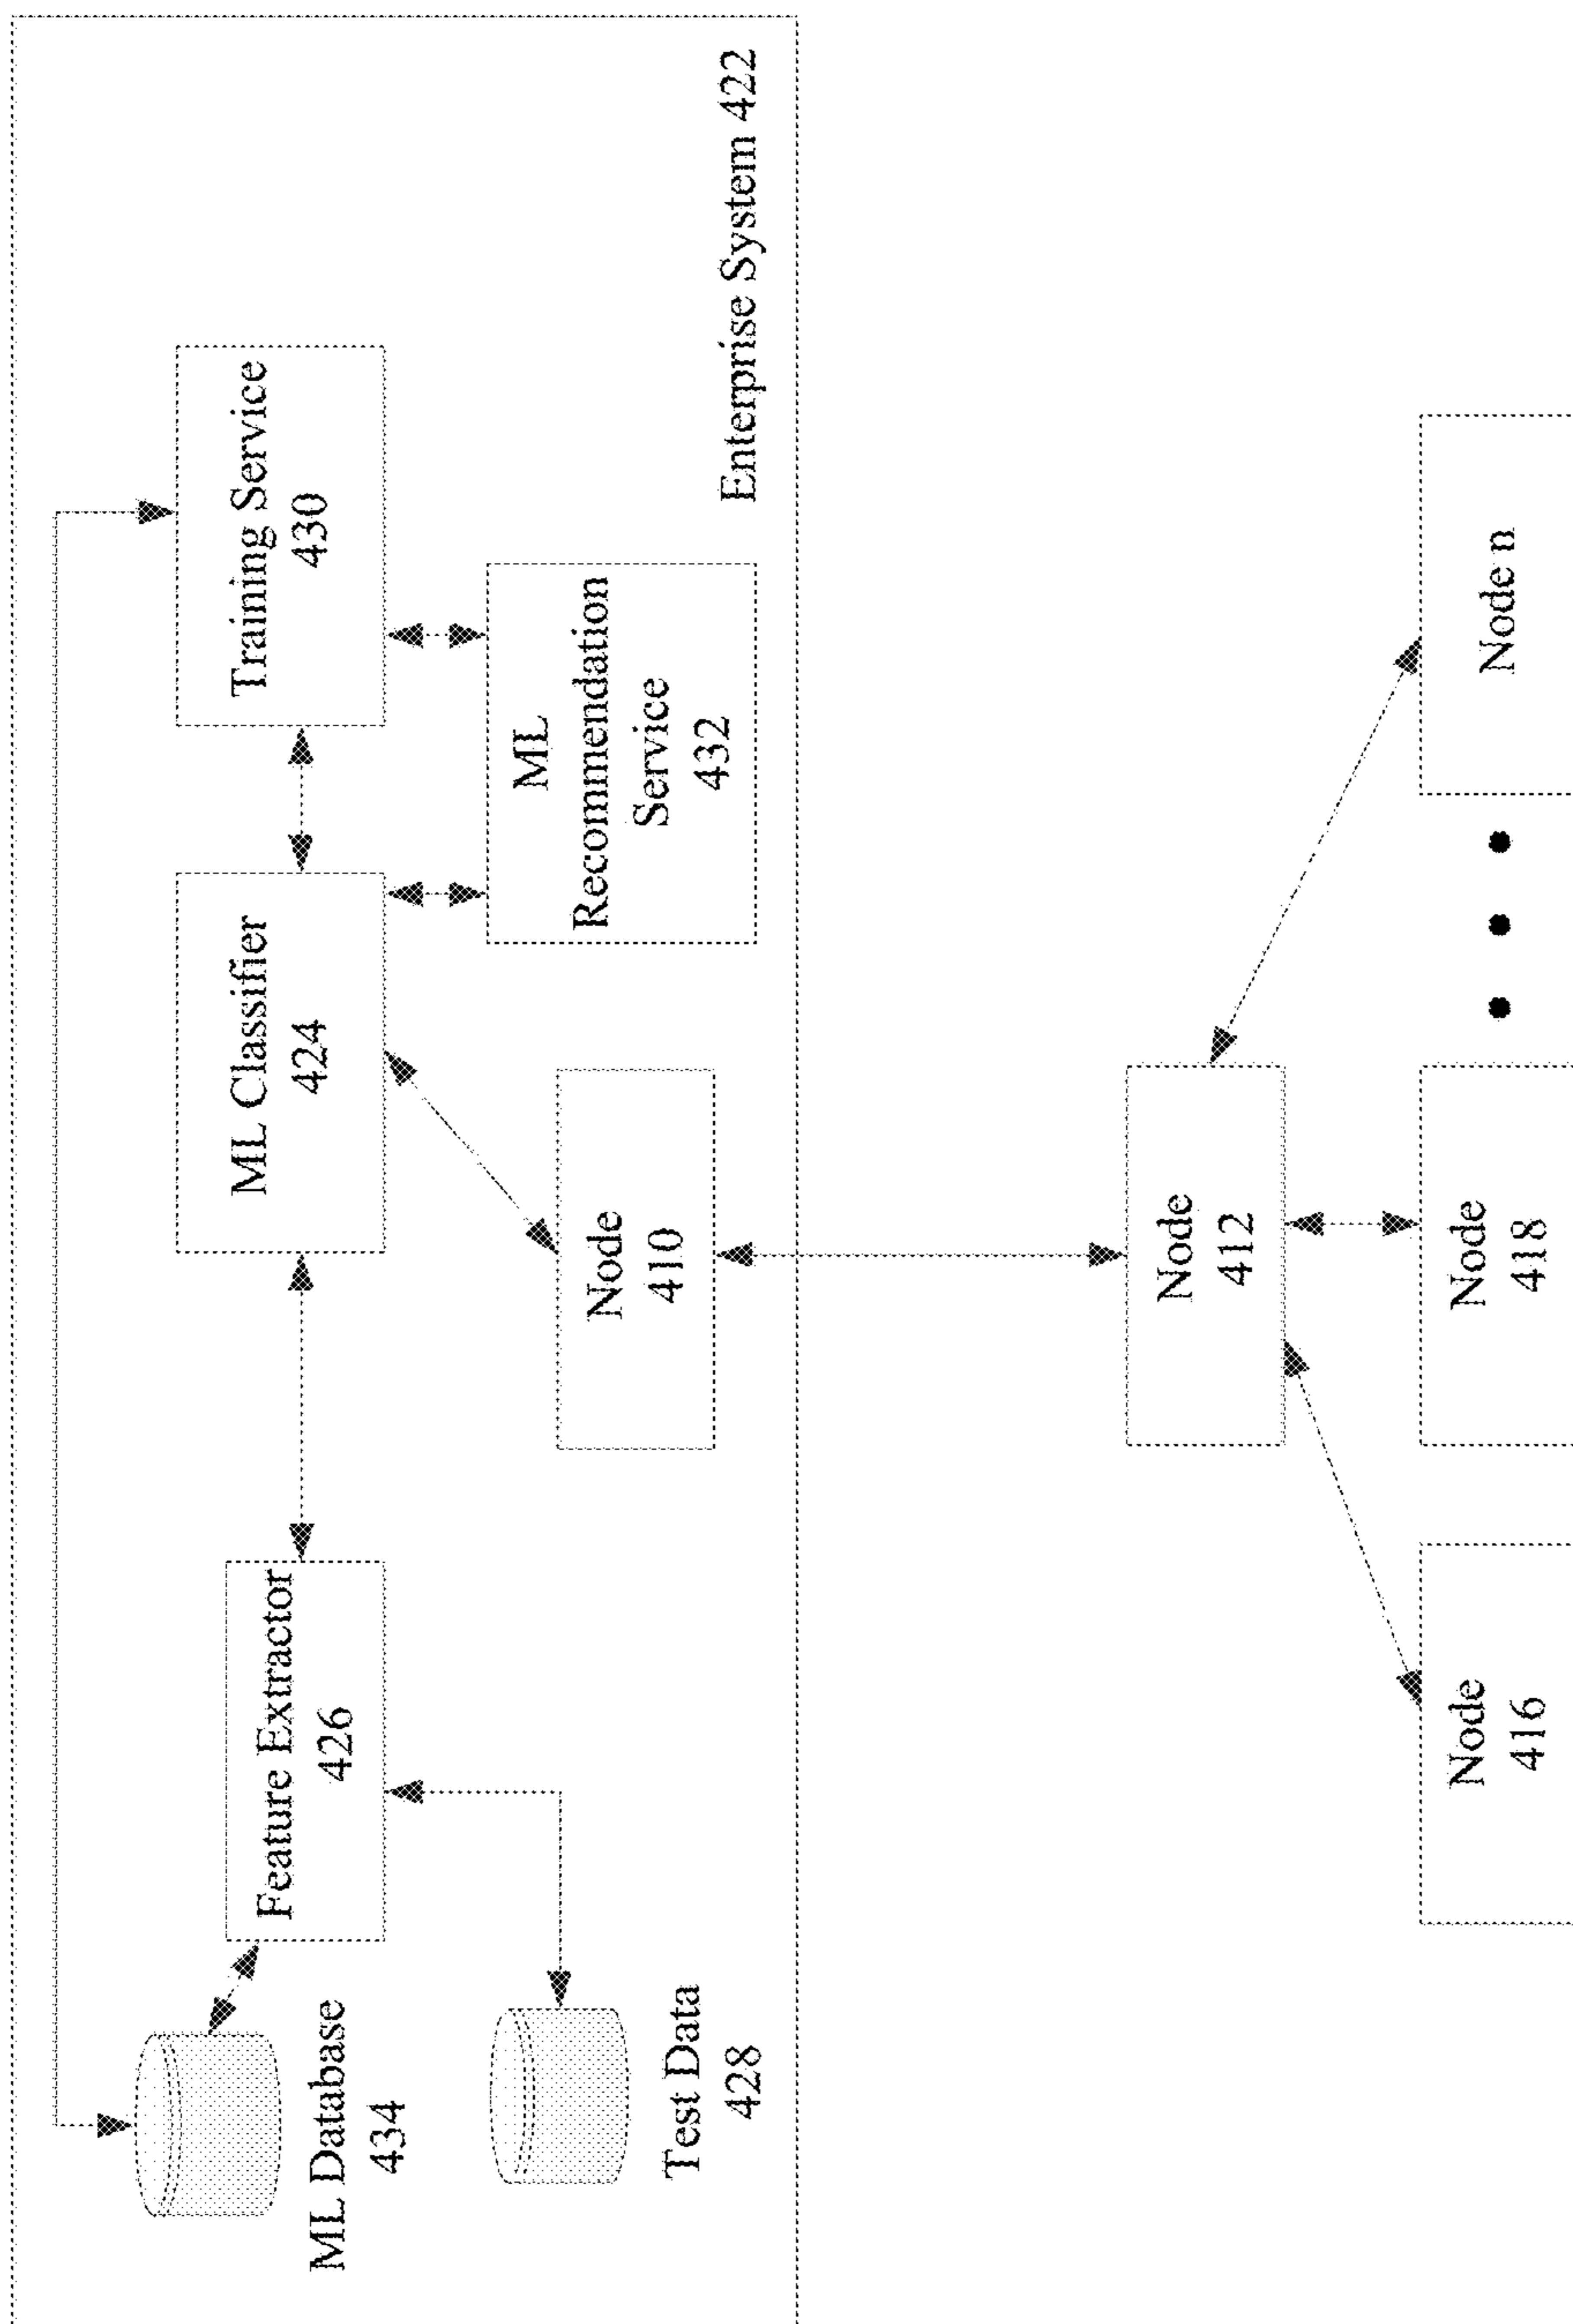 ML Database
434
Feature Extractor
426
ML Classifier
424
Training Service
430
Test Data
428
Node
410
ML
Recommendation
Service
432
Enterprise System 422
Node
412
Node
416
Node
418
Node n